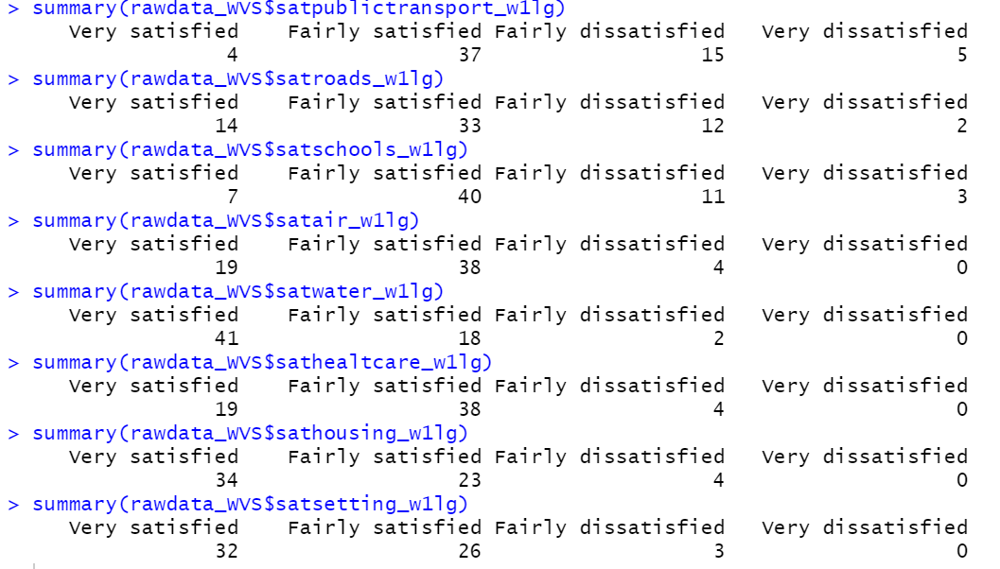 > summary(rawdata_WVS$satpublictransport_w1lg)
Very satisfied Fairly satisfied Fairly dissatisfied Very dissatisfied
4 37 15 5
> summary(rawdata_WVS$satroads_w1lg)
Very satisfied Fairly satisfied Fairly dissatisfied Very dissatisfied
14 33 12 2
> summary(rawdata_WVS$satschools_w1lg)
Very satisfied Fairly satisfied Fairly dissatisfied Very dissatisfied
7 40 11 3
> summary(rawdata_WVS$satair_w1lg)
Very satisfied Fairly satisfied Fairly dissatisfied Very dissatisfied
19 38 4 0
> summary(rawdata_WVS$satwater_w1lg)
Very satisfied Fairly satisfied Fairly dissatisfied Very dissatisfied
41 18 2 0
> summary(rawdata_WVS$sathealtcare_w1lg)
Very satisfied Fairly satisfied Fairly dissatisfied Very dissatisfied
19 38 4 0
> summary(rawdata_WVS$sathousing_w1lg)
Very satisfied Fairly satisfied Fairly dissatisfied Very dissatisfied
34 23 4 0
> summary(rawdata_WVS$satsetting_w1lg)
Very satisfied Fairly satisfied Fairly dissatisfied Very dissatisfied
32 26 3 0